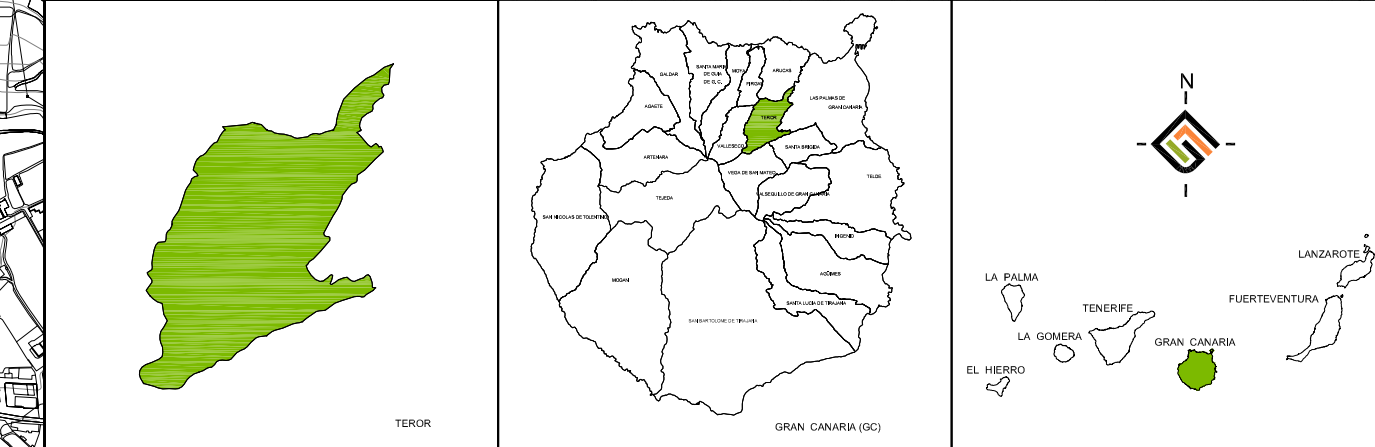 TEROR
GALDAR
SANTA MARIA
DE GUIA
DE G. C.
MOYA
FIRGAS
ARUCAS
LAS PALMAS DE
GRAN CANARIA
AGAETE
TEROR
VALLESECO
SANTA BRIGIDA
ARTENARA
VEGA DE SAN MATEO
TELDE
TEJEDA
VALSEQUILLO DE GRAN CANARIA
SAN NICOLAS DE TOLENTINO
INGENIO
MOGAN
AGÜIMES
SANTA LUCIA DE TIRAJANA
SAN BARTOLOME DE TIRAJANA
GRAN CANARIA (GC)
N
LANZAROTE
LA PALMA
FUERTEVENTURA
TENERIFE
LA GOMERA
GRAN CANARIA
EL HIERRO